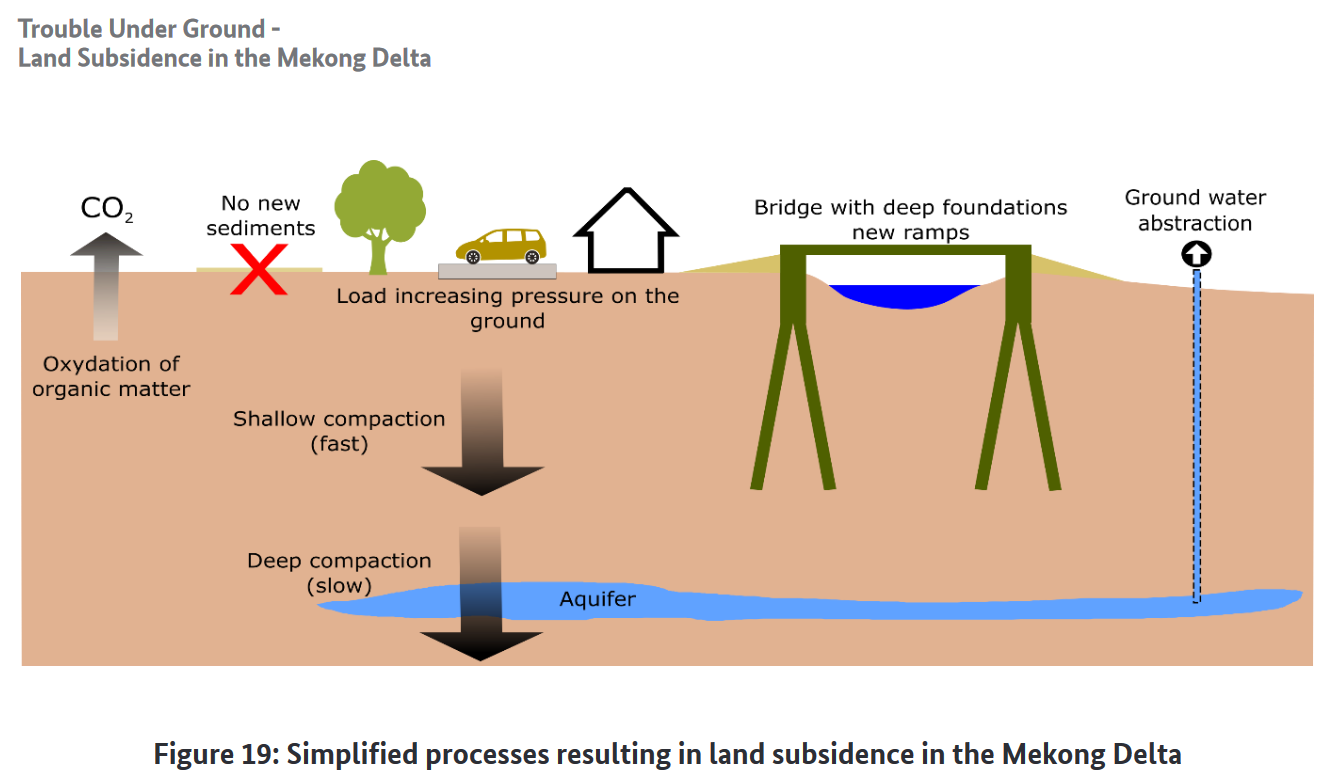 Trouble Under Ground -
Land Subsidence in the Mekong Delta
CO₂
No new
sediments
Bridge with deep foundations
new ramps
Ground water
abstraction
Load increasing pressure on the
ground
Oxydation of
organic matter
Shallow compaction
(fast)
Deep compaction
(slow)
Aquifer
Figure 19: Simplified processes resulting in land subsidence in the Mekong Delta